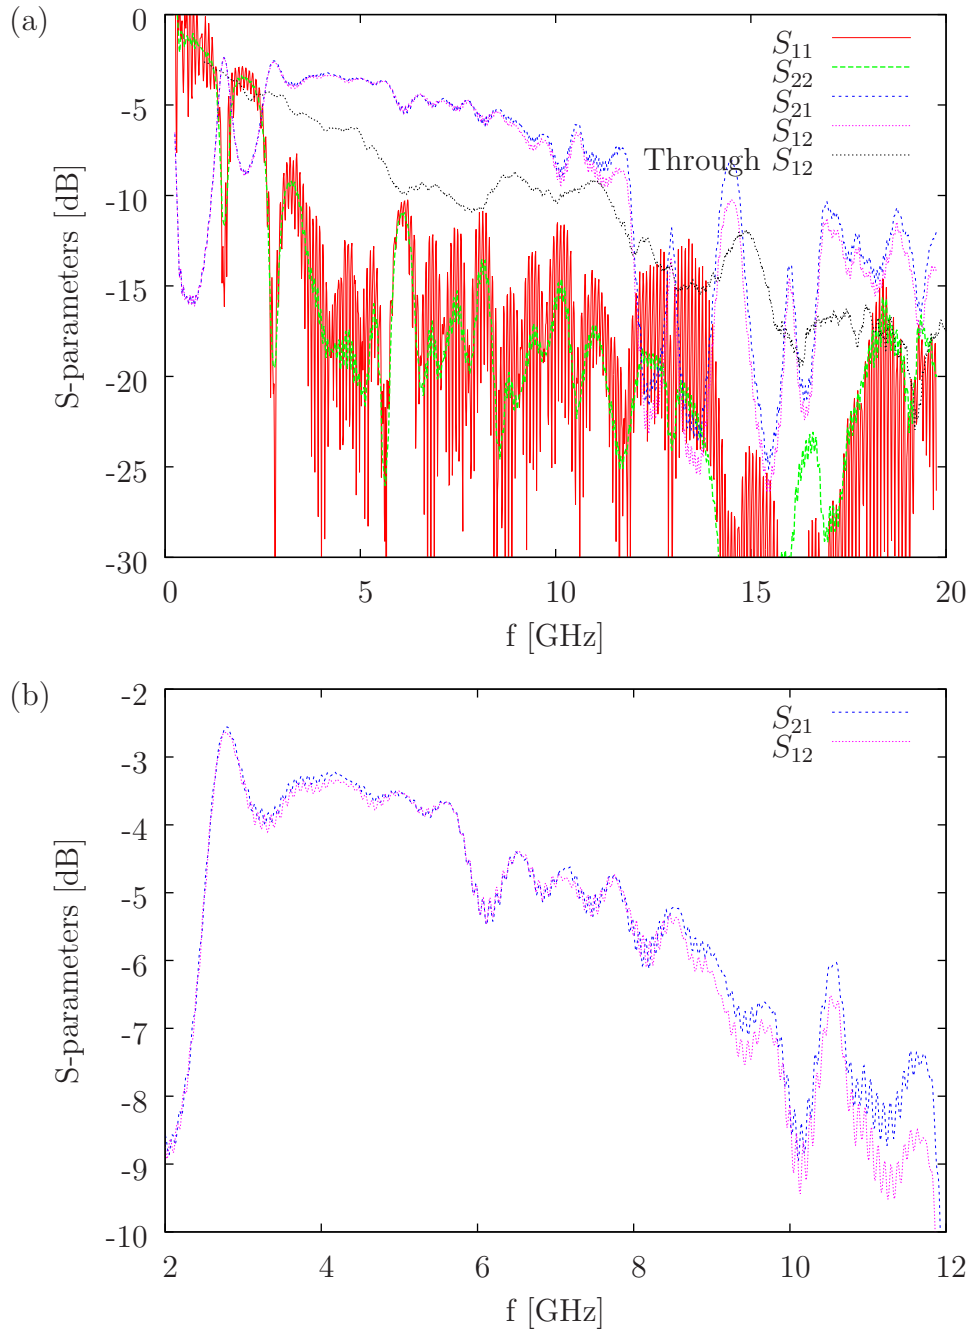 (a)
0
-5
-10
-15
-20
-25
-30
S-parameters [dB]
S11
S22
S21
S12
Through S12
0 5 10 15 20
f [GHz]
(b)
-2
-3
-4
-5
-6
-7
-8
-9
-10
S-parameters [dB]
S21
S12
2 4 6 8 10 12
f [GHz]